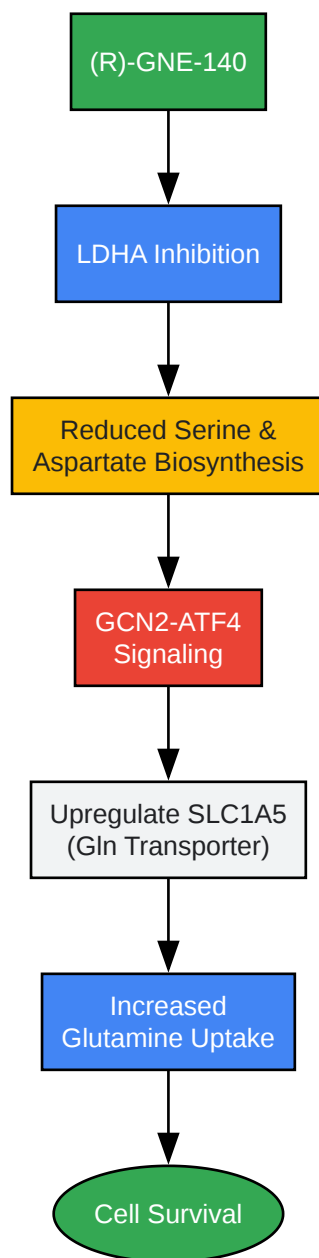 (R)-GNE-140
LDHA Inhibition
Reduced Serine &
Aspartate Biosynthesis
GCN2-ATF4
Signaling
Upregulate SLC1A5
(Gln Transporter)
Increased
Glutamine Uptake
Cell Survival